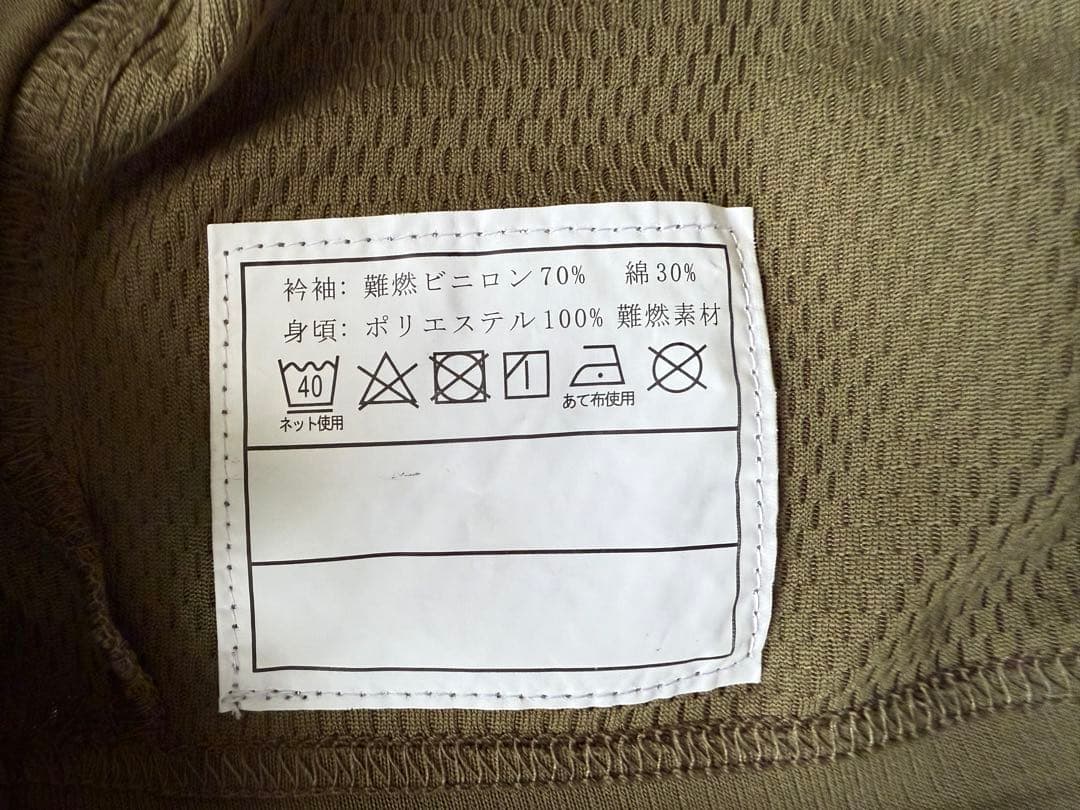 衿袖: 難燃ビニロン70% 綿30%
身頃: ポリエステル100% 難燃素材
40
ネット使用
あて布使用